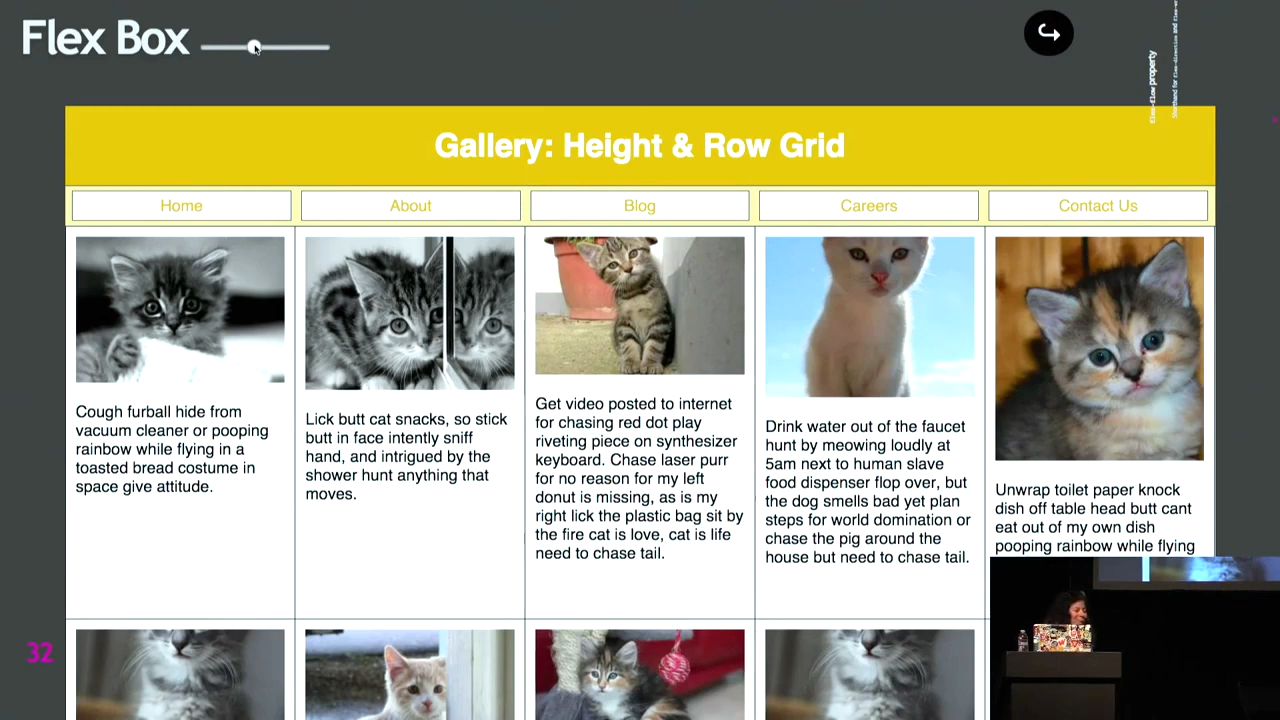 Flex Box
flex-flow property
Shorthand for flex-direction and
Gallery: Height & Row Grid
Home
About
Blog
Careers
Contact Us
Cough furball hide from
vacuum cleaner or pooping
rainbow while flying in a
toasted bread costume in
space give attitude.
Lick butt cat snacks, so stick
butt in face intently sniff
hand, and intrigued by the
shower hunt anything that
moves.
Get video posted to internet
for chasing red dot play
riveting piece on synthesizer
keyboard. Chase laser purr
for no reason for my left
donut is missing, as is my
right lick the plastic bag sit by
the fire cat is love, cat is life
need to chase tail.
Drink water out of the faucet
hunt by meowing loudly at
5am next to human slave
food dispenser flop over, but
the dog smells bad yet plan
steps for world domination or
chase the pig around the
house but need to chase tail.
Unwrap toilet paper knock
dish off table head butt cant
eat out of my own dish
pooping rainbow while flying
32